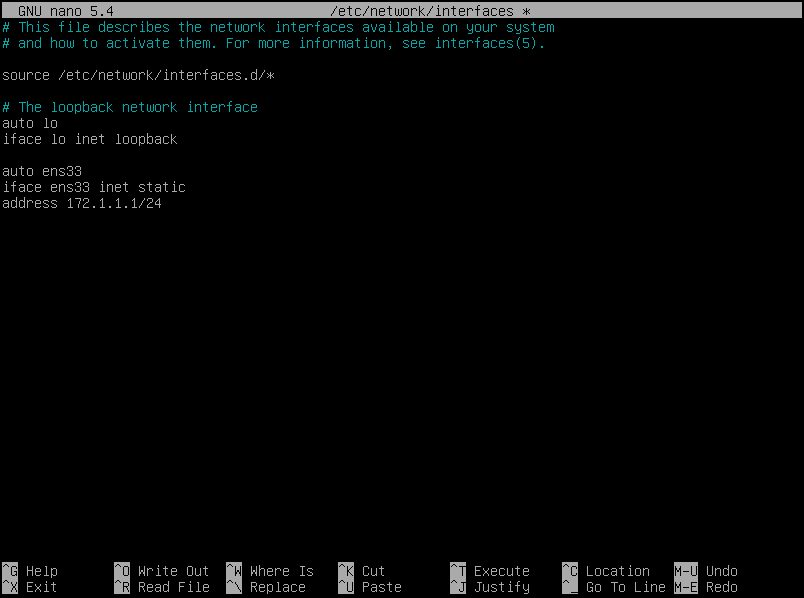 GNU nano 5.4 /etc/network/interfaces *
# This file describes the network interfaces available on your system
# and how to activate them. For more information, see interfaces(5).
source /etc/network/interfaces.d/*
# The loopback network interface
auto lo
iface lo inet loopback
auto ens33
iface ens33 inet static
address 172.1.1.1/24
^G Help ^O Write Out ^W Where Is ^K Cut ^T Execute ^C Location M-U Undo
^X Exit ^R Read File ^\ Replace ^U Paste ^J Justify ^_ Go To Line M-E Redo